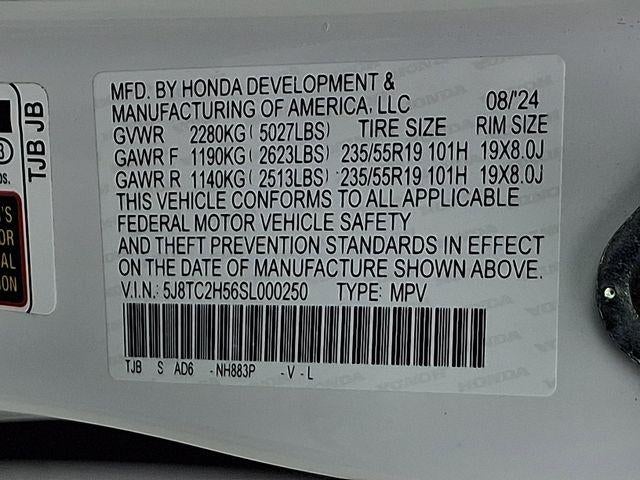 MFD. BY HONDA DEVELOPMENT &
MANUFACTURING OF AMERICA, LLC 08/'24
GVWR 2280KG ( 5027LBS) TIRE SIZE RIM SIZE
GAWR F 1190KG ( 2623LBS) 235/55R19 101H 19X8.0J
GAWR R 1140KG ( 2513LBS) 235/55R19 101H 19X8.0J
THIS VEHICLE CONFORMS TO ALL APPLICABLE
FEDERAL MOTOR VEHICLE SAFETY
AND THEFT PREVENTION STANDARDS IN EFFECT
ON THE DATE OF MANUFACTURE SHOWN ABOVE.
V.I.N.: 5J8TC2H56SL000250 TYPE: MPV
TJB S AD6 - NH883P - V - L
TJB JB